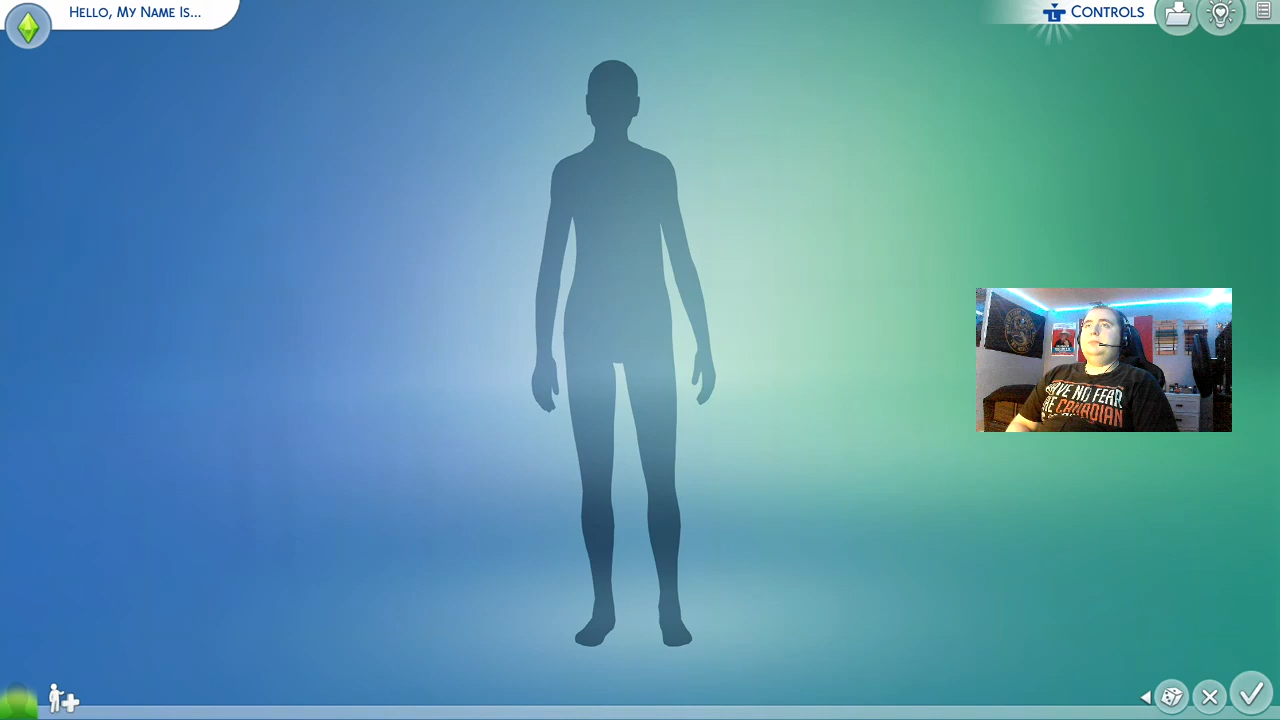 Hello, My Name Is...
L Controls
HAVE NO FEAR
THE CANADIAN